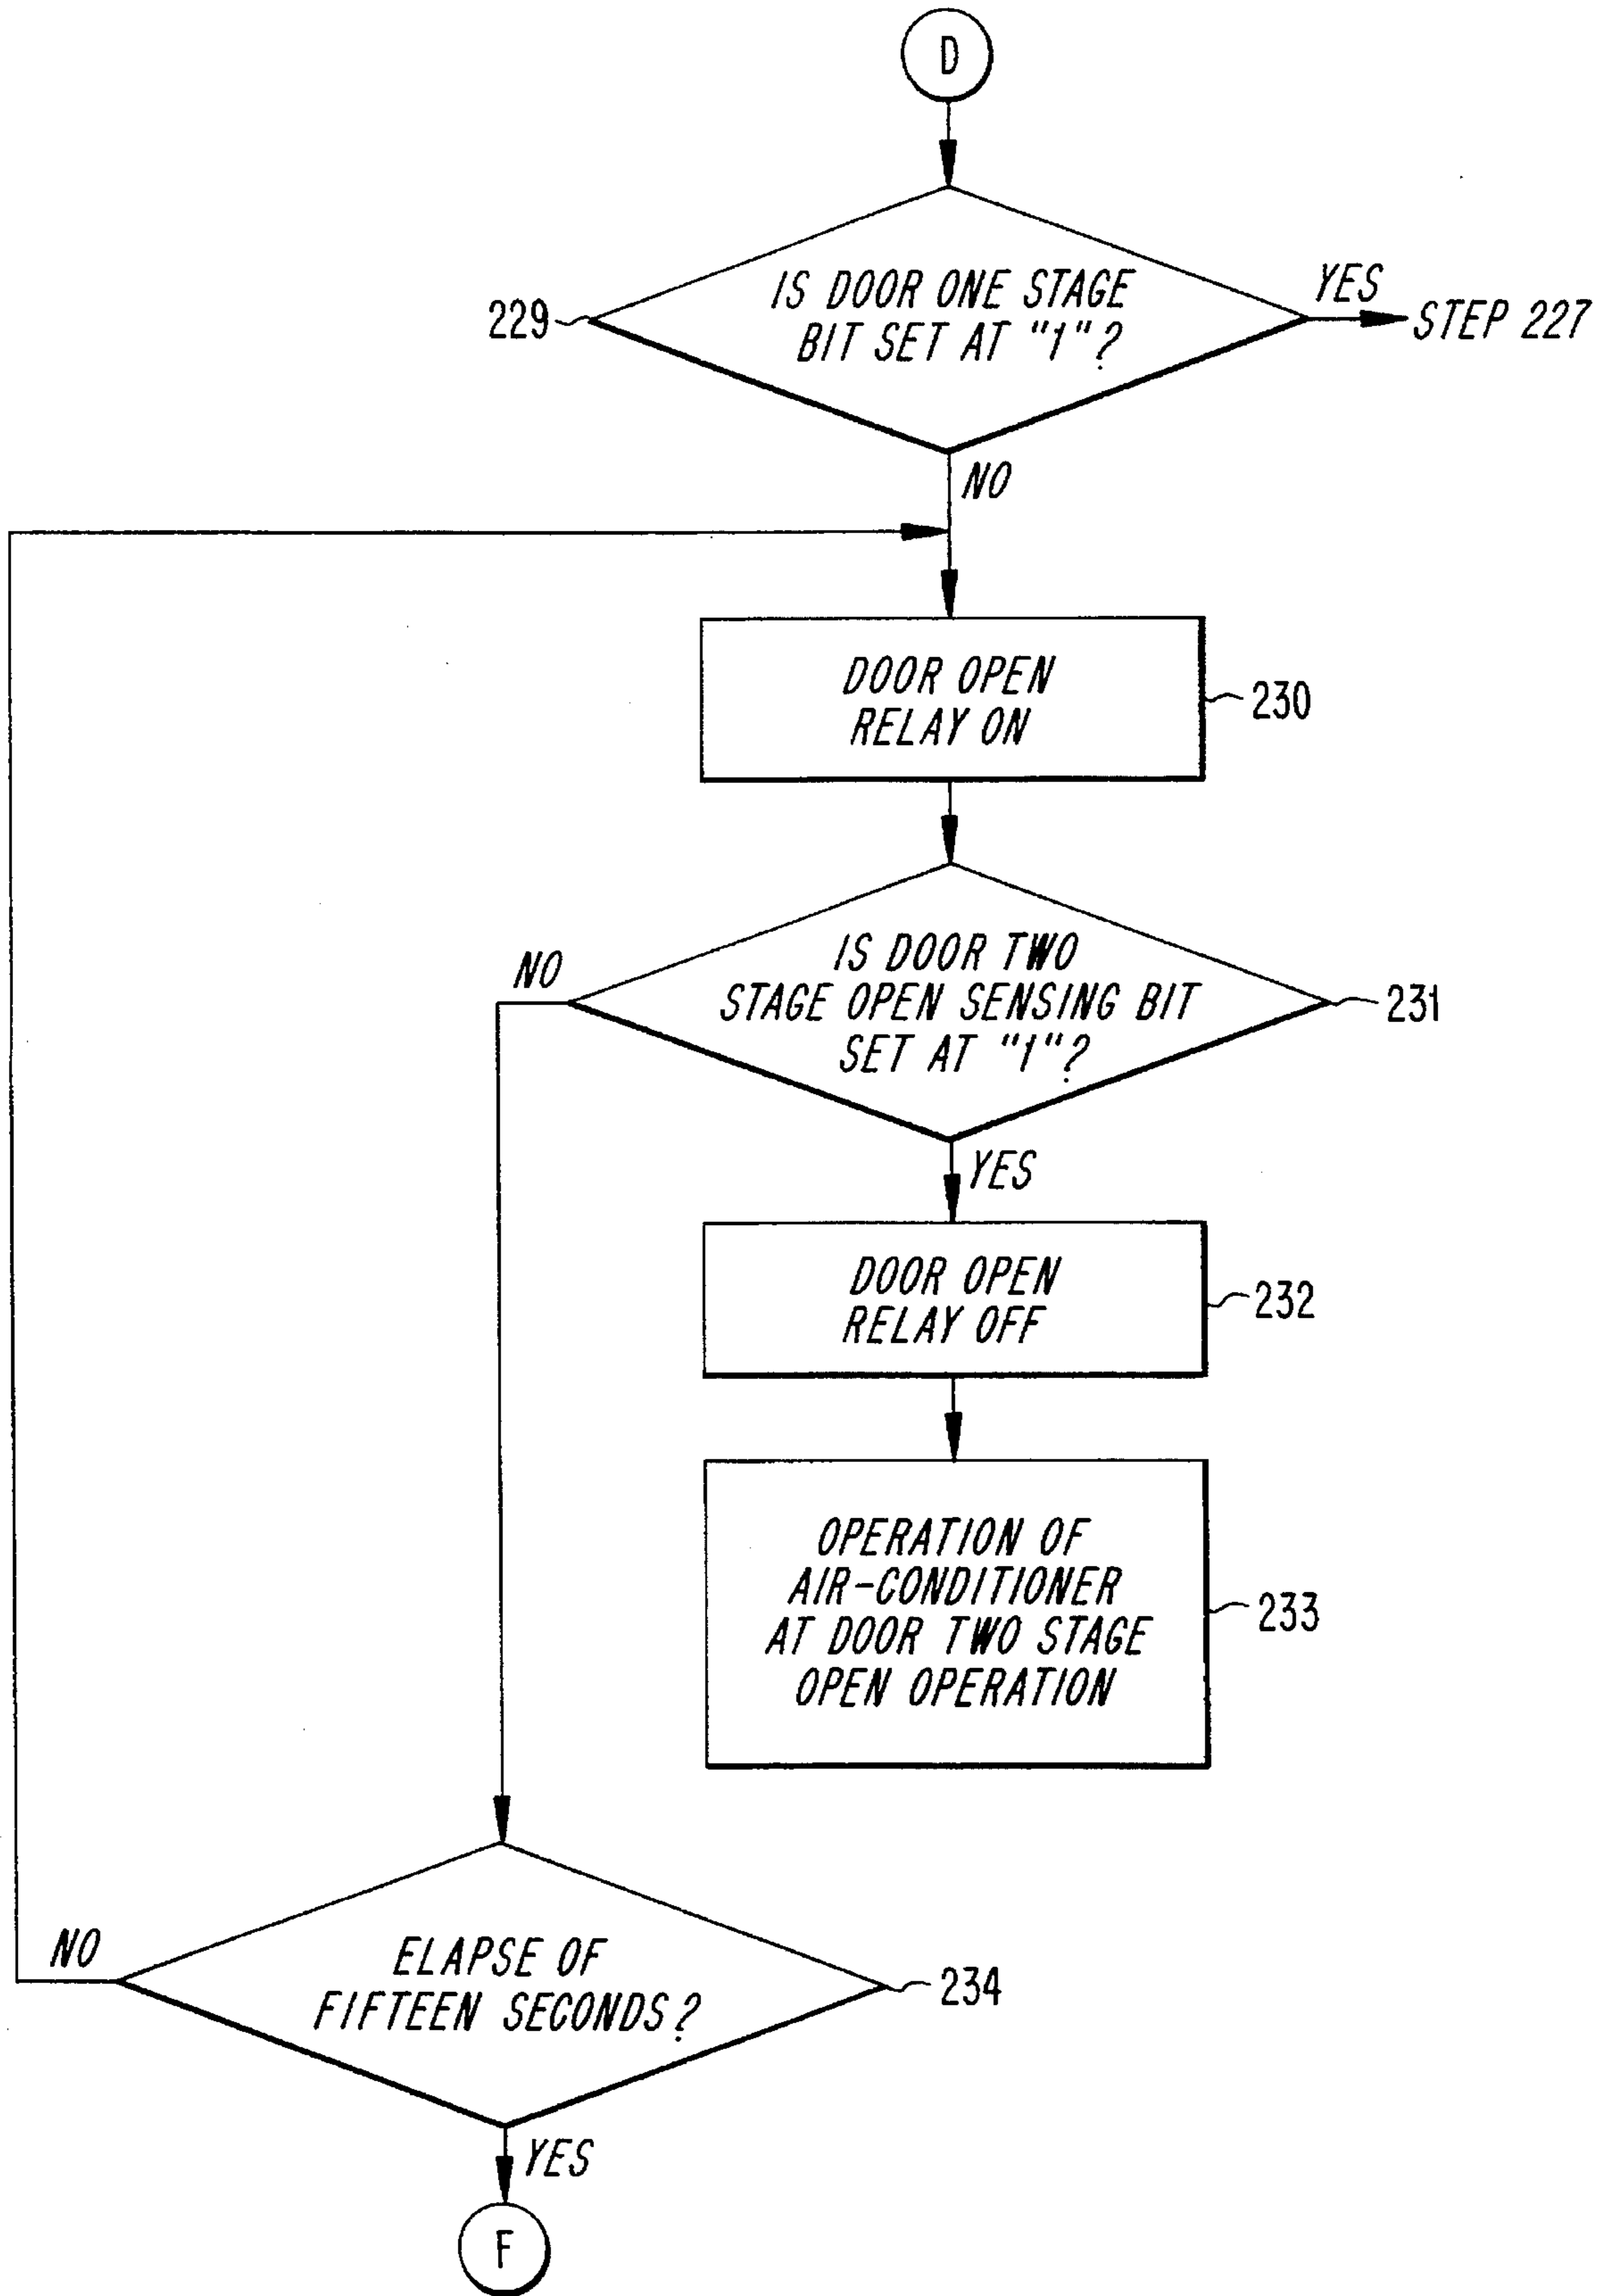 D
IS DOOR ONE STAGE
BIT SET AT "1"?
229
YES
STEP 227
NO
DOOR OPEN
RELAY ON
230
IS DOOR TWO
STAGE OPEN SENSING BIT
SET AT "1"?
NO
231
YES
DOOR OPEN
RELAY OFF
232
OPERATION OF
AIR-CONDITIONER
AT DOOR TWO STAGE
OPEN OPERATION
233
ELAPSE OF
FIFTEEN SECONDS?
NO
234
YES
F